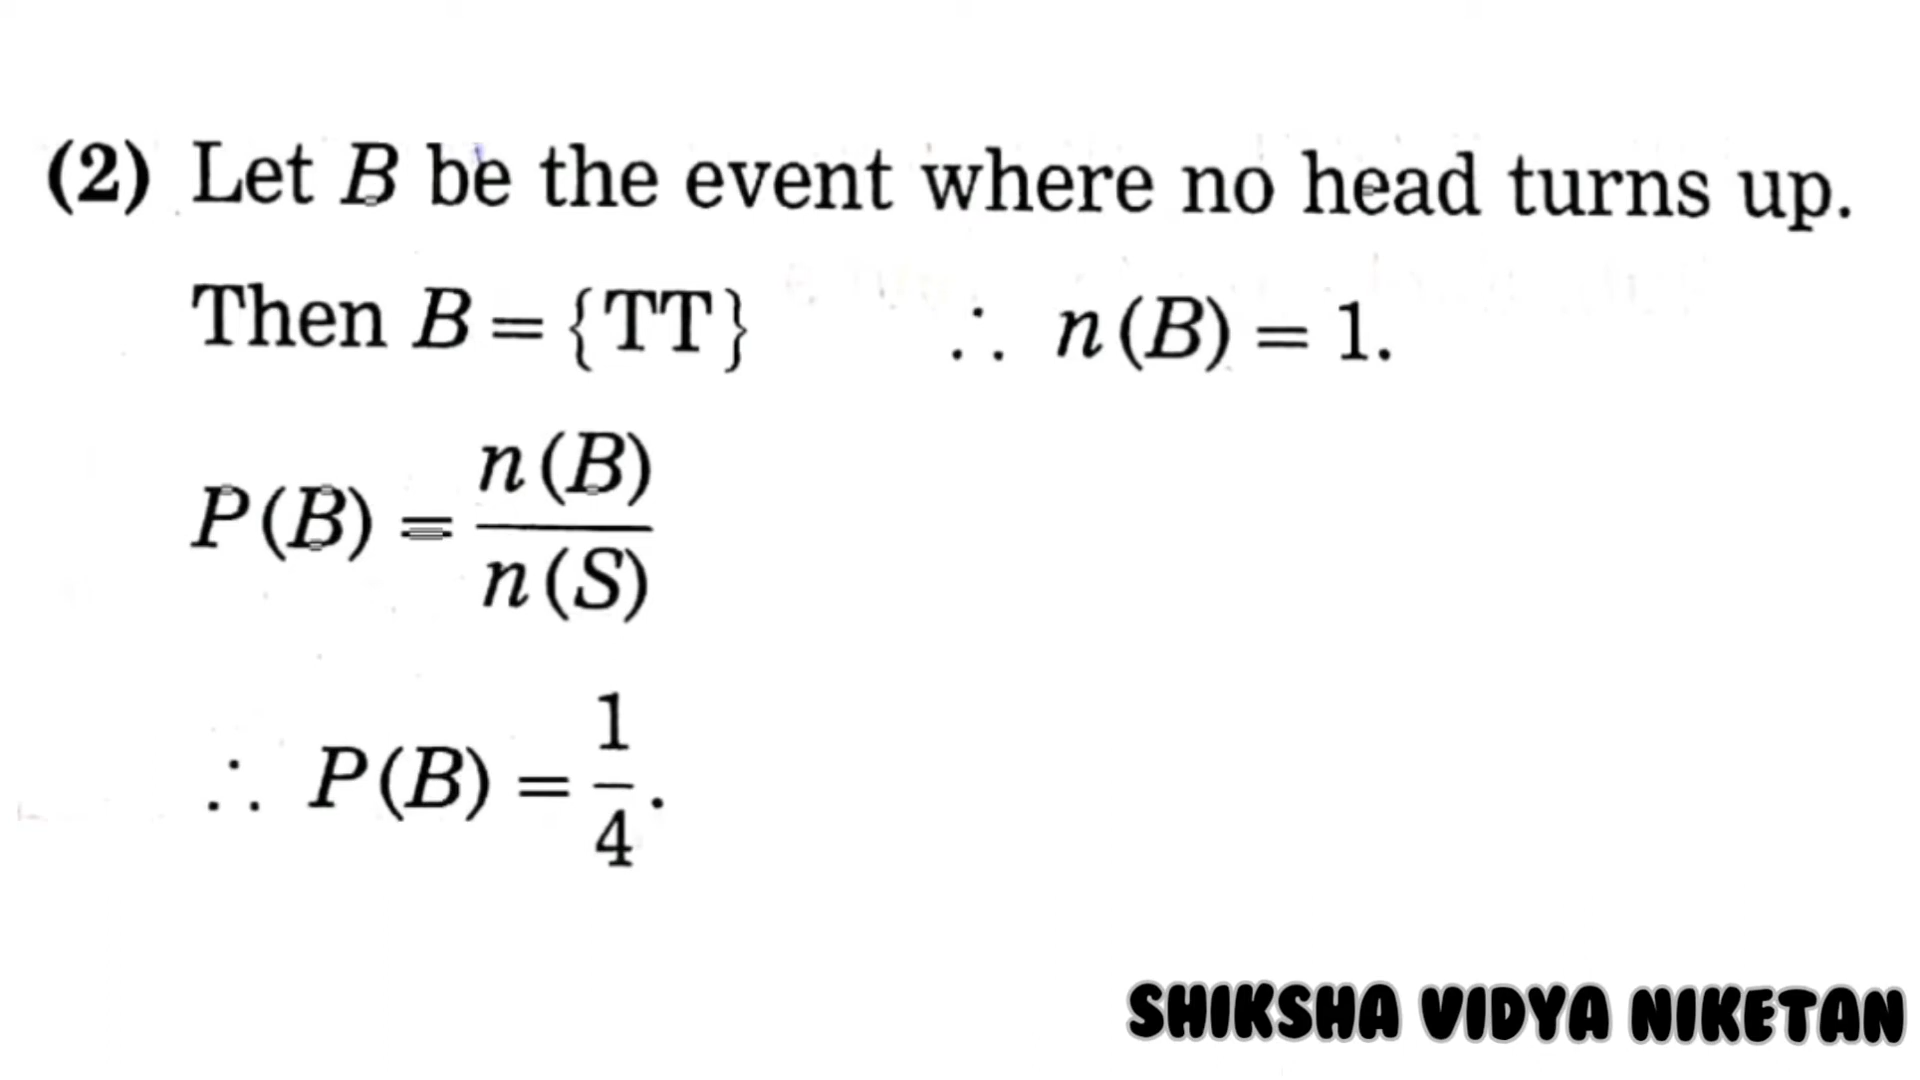 (2) Let B be the event where no head turns up.
Then B = {TT} ∴ n(B) = 1.
P(B) = n(B)/n(S)
∴ P(B) = 1/4.
SHIKSHA VIDYA NIKETAN